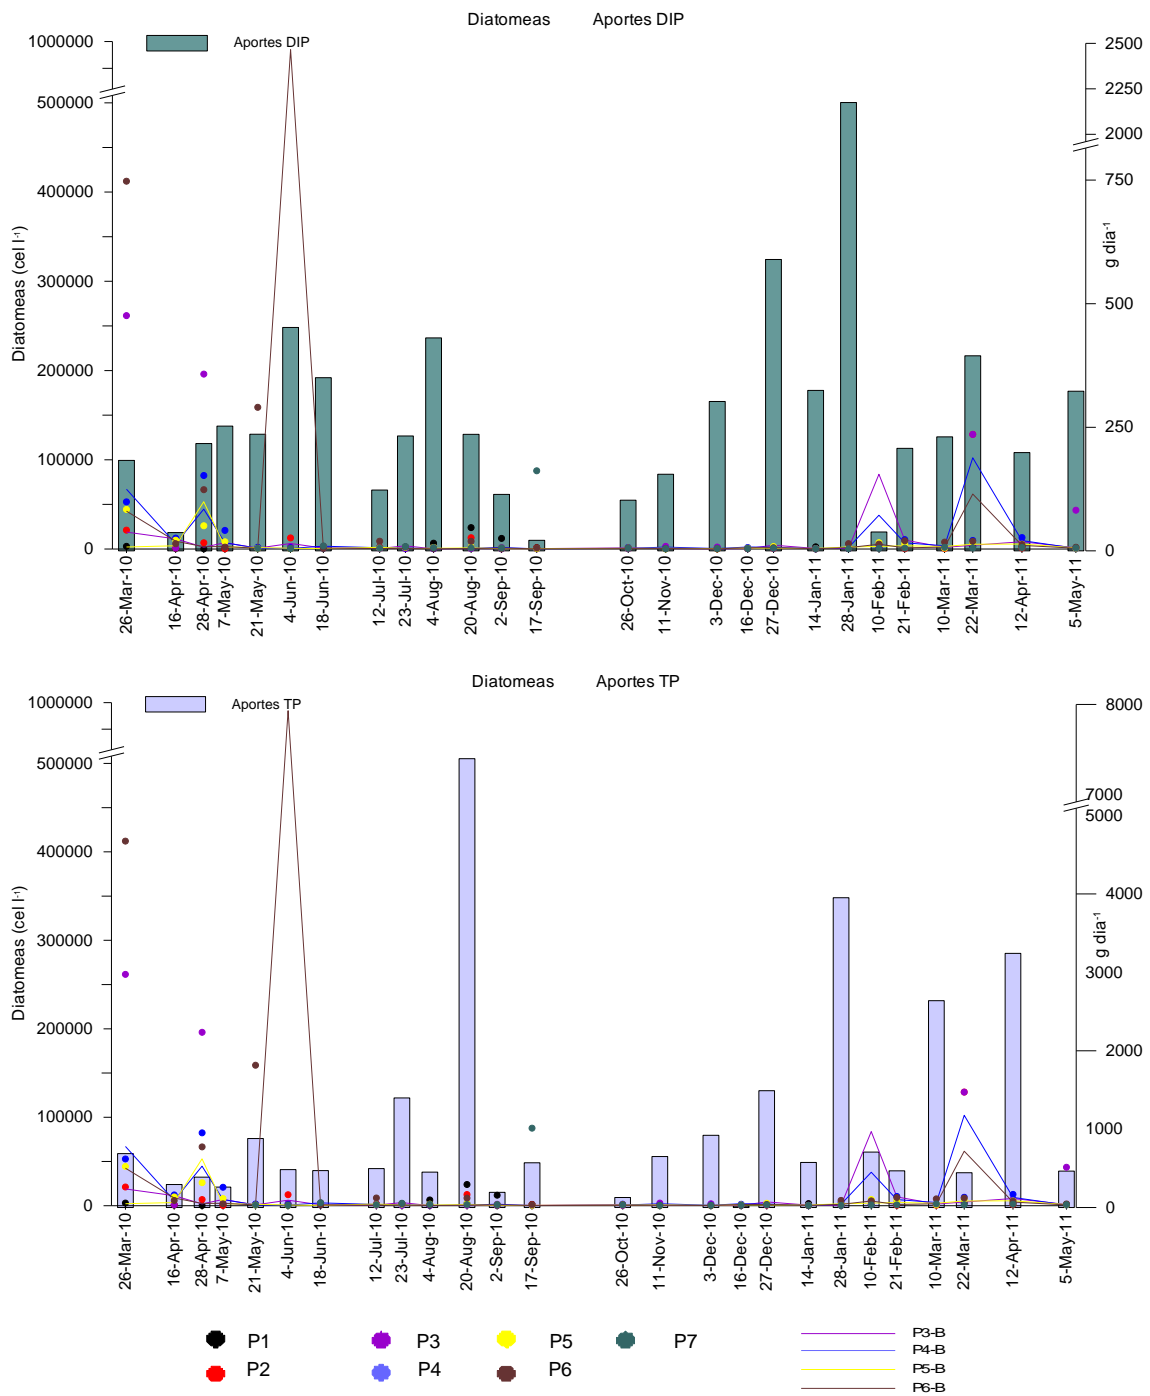 Diatomeas Aportes DIP
Aportes DIP
1000000
500000
400000
300000
200000
100000
0
Diatomeas (cel l-1)
2500
2250
2000
750
500
250
0
g dia-1
26-Mar-10
16-Apr-10
28-Apr-10
7-May-10
21-May-10
4-Jun-10
18-Jun-10
12-Jul-10
23-Jul-10
4-Aug-10
20-Aug-10
2-Sep-10
17-Sep-10
26-Oct-10
11-Nov-10
3-Dec-10
16-Dec-10
27-Dec-10
14-Jan-11
28-Jan-11
10-Feb-11
21-Feb-11
10-Mar-11
22-Mar-11
12-Apr-11
5-May-11
Diatomeas Aportes TP
Aportes TP
1000000
500000
400000
300000
200000
100000
0
Diatomeas (cel l-1)
8000
7000
5000
4000
3000
2000
1000
0
g dia-1
26-Mar-10
16-Apr-10
28-Apr-10
7-May-10
21-May-10
4-Jun-10
18-Jun-10
12-Jul-10
23-Jul-10
4-Aug-10
20-Aug-10
2-Sep-10
17-Sep-10
26-Oct-10
11-Nov-10
3-Dec-10
16-Dec-10
27-Dec-10
14-Jan-11
28-Jan-11
10-Feb-11
21-Feb-11
10-Mar-11
22-Mar-11
12-Apr-11
5-May-11
P1 P3 P5 P7
P2 P4 P6
P3-B
P4-B
P5-B
P6-B